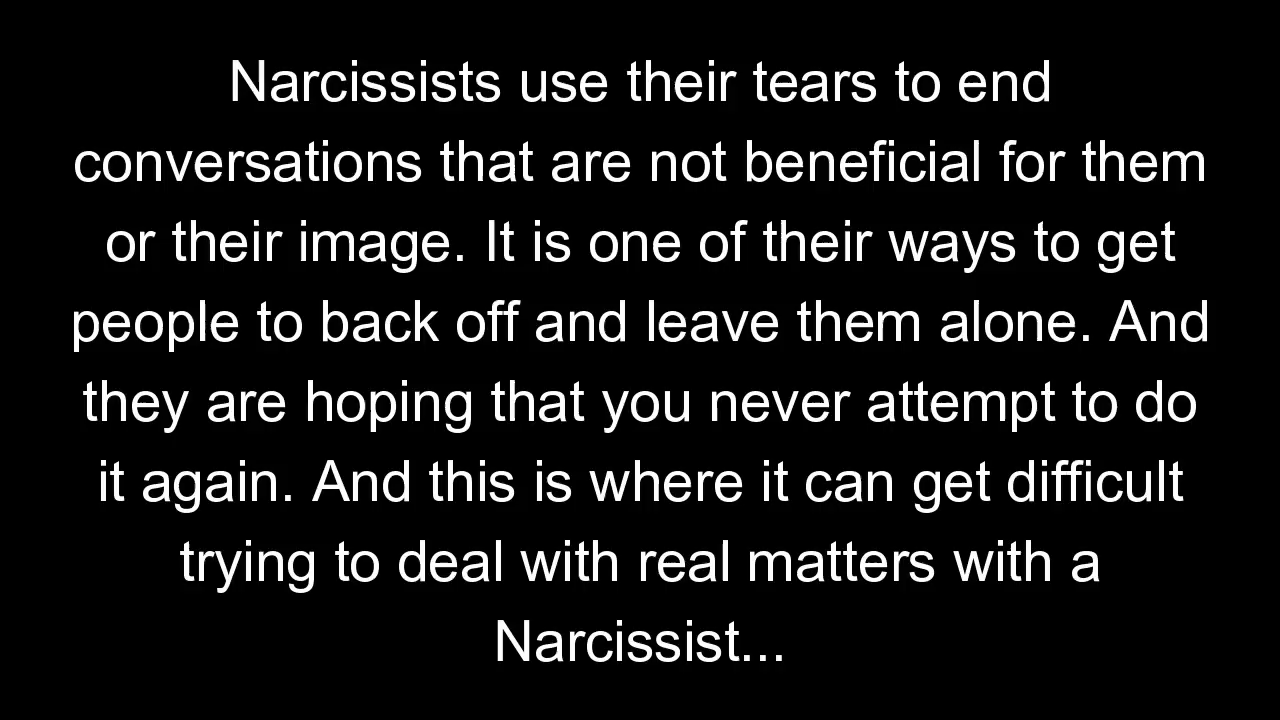 Narcissists use their tears to end
conversations that are not beneficial for them
or their image. It is one of their ways to get
people to back off and leave them alone. And
they are hoping that you never attempt to do
it again. And this is where it can get difficult
trying to deal with real matters with a
Narcissist...